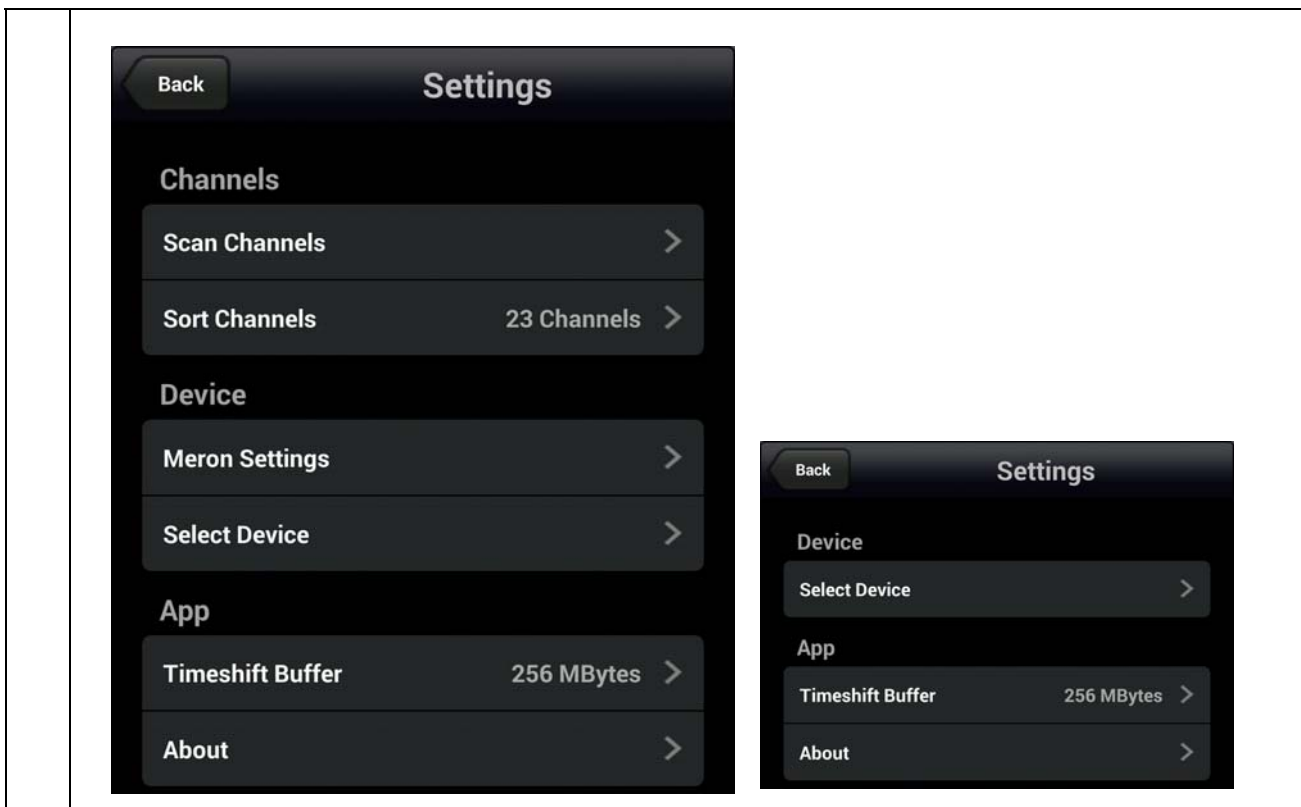 Back
Settings
Channels
Scan Channels
Sort Channels 23 Channels
Device
Meron Settings
Select Device
App
Timeshift Buffer 256 MBytes
About
Back
Settings
Device
Select Device
App
Timeshift Buffer 256 MBytes
About